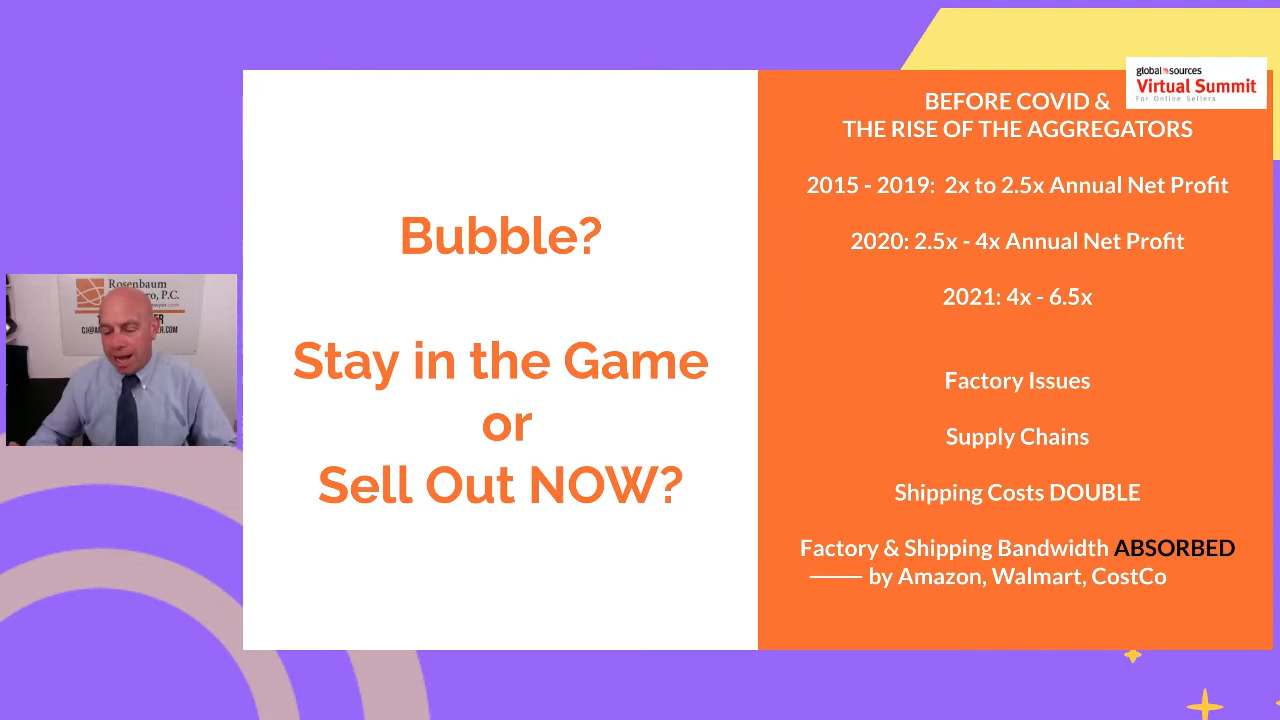 global sources
Virtual Summit
For Online Sellers
BEFORE COVID &
THE RISE OF THE AGGREGATORS
2015 - 2019: 2x to 2.5x Annual Net Profit
2020: 2.5x - 4x Annual Net Profit
2021: 4x - 6.5x
Factory Issues
Supply Chains
Shipping Costs DOUBLE
Factory & Shipping Bandwidth ABSORBED
—— by Amazon, Walmart, CostCo
Bubble?
Stay in the Game
or
Sell Out NOW?
Rosenbaum
P.C.